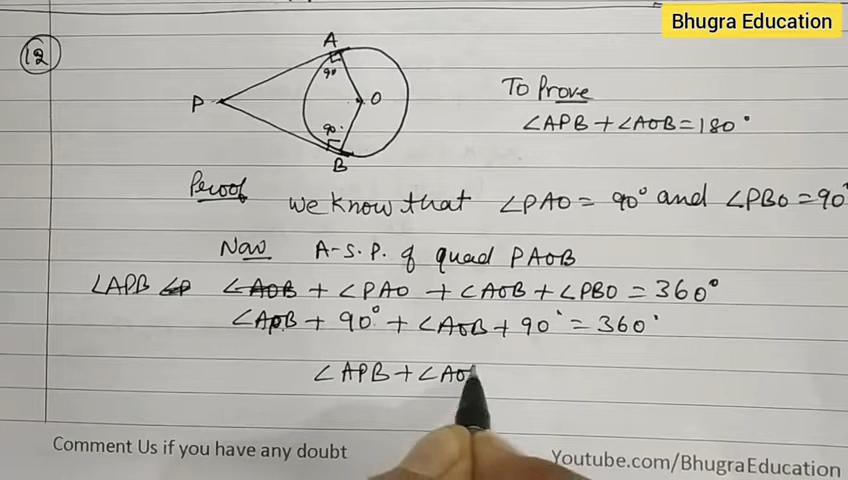 Bhugra Education
12
A
90
P
O
90°
B
To Prove
∠APB + ∠AOB = 180°
Proof we know that ∠PAO = 90° and ∠PBO = 90°
Now A.S.P. of quad PAOB
∠APB ∠P ∠AOB + ∠PAO + ∠AOB + ∠PBO = 360°
∠APB + 90° + ∠AOB + 90° = 360°
∠APB + ∠AO
Comment Us if you have any doubt
Youtube.com/BhugraEducation